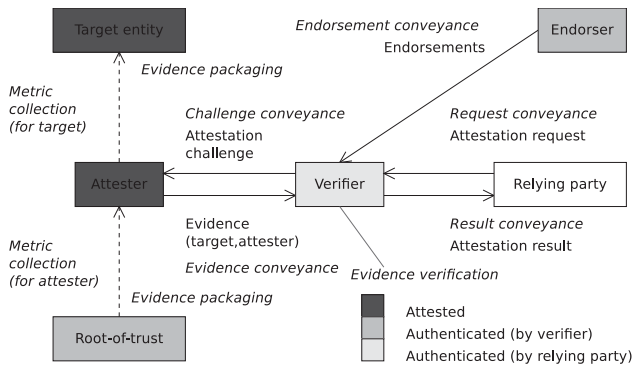 Target entity
Endorsement conveyance
Endorsements
Endorser
Evidence packaging
Metric
collection
(for target)
Challenge conveyance
Attestation
challenge
Request conveyance
Attestation request
Attester
Verifier
Relying party
Evidence
(target,attester)
Evidence conveyance
Result conveyance
Attestation result
Metric
collection
(for attester)
Evidence verification
Evidence packaging
Root-of-trust
Attested
Authenticated (by verifier)
Authenticated (by relying party)